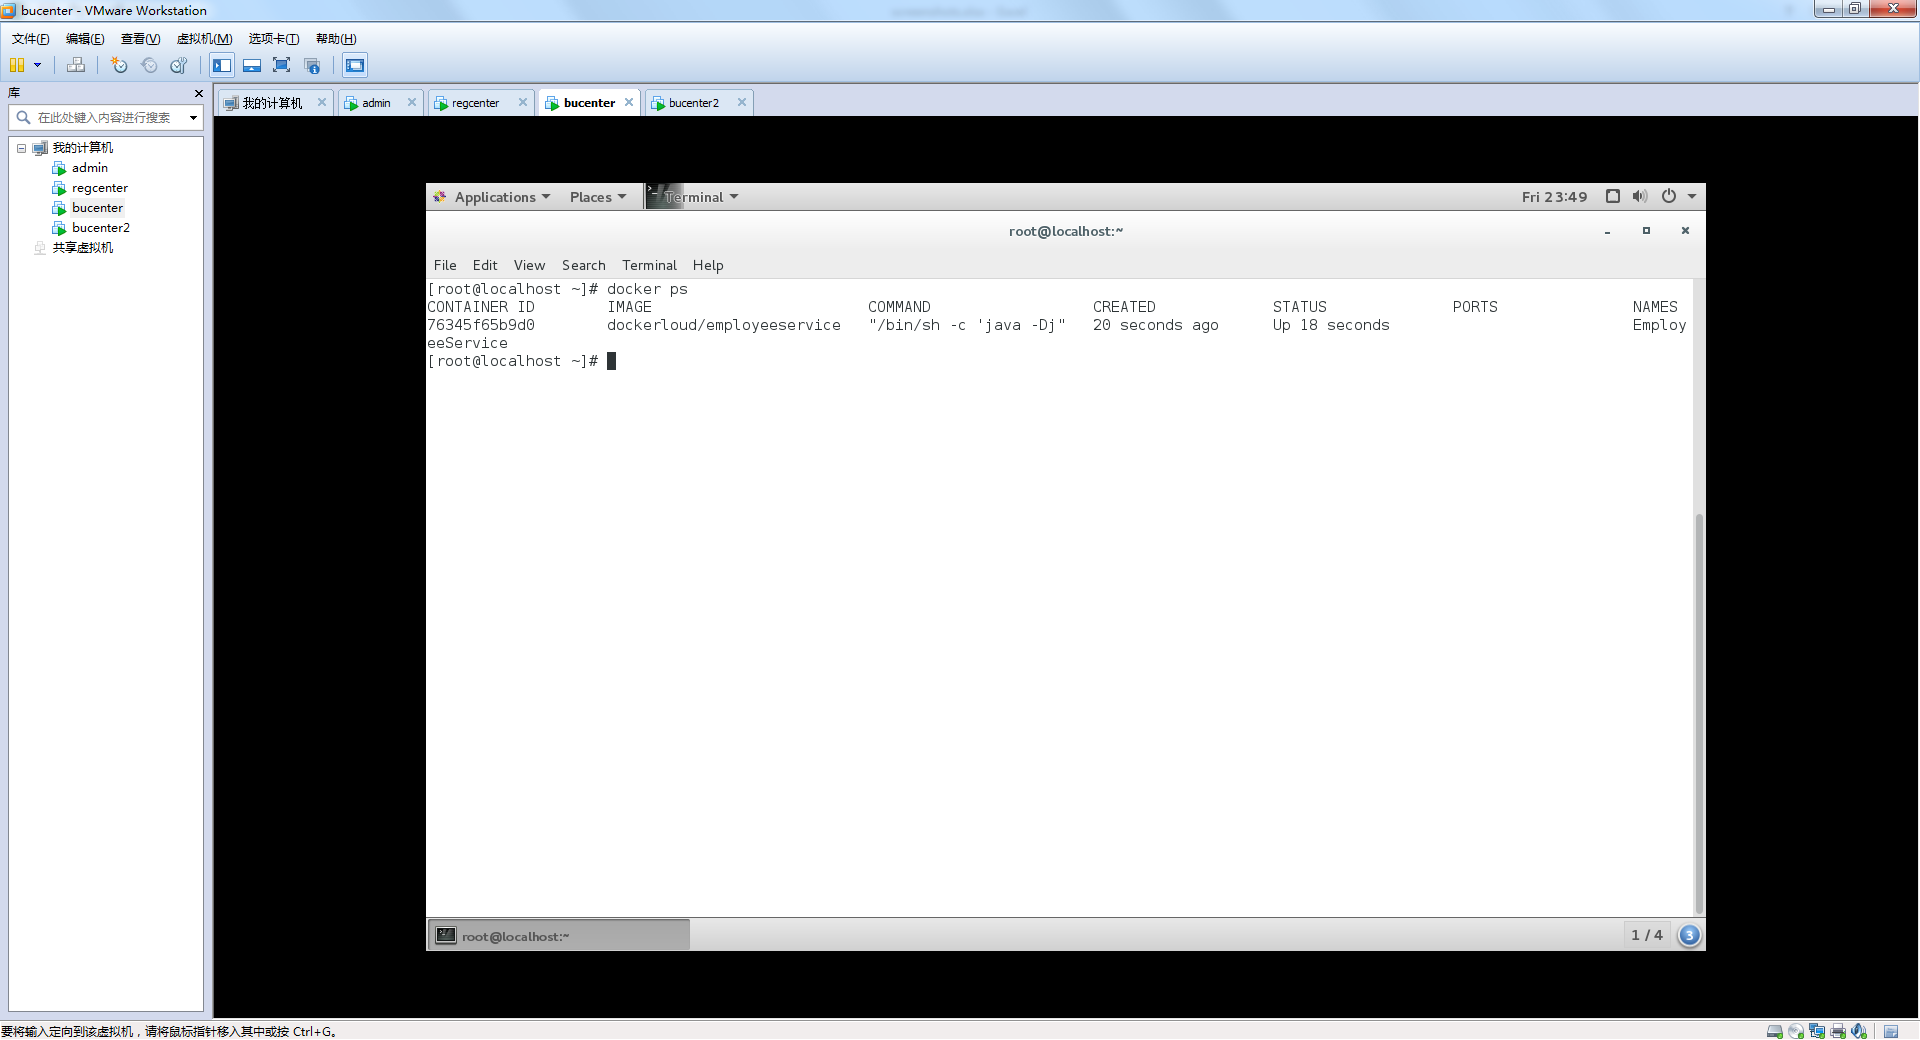 bucenter - VMware Workstation
文件(F) 编辑(E) 查看(V) 虚拟机(M) 选项卡(T) 帮助(H)
库
在此处键入内容进行搜索
我的计算机
admin
regcenter
bucenter
bucenter2
共享虚拟机
我的计算机 admin regcenter bucenter bucenter2
Applications Places Terminal Fri 23:49
root@localhost:~
File Edit View Search Terminal Help
[root@localhost ~]# docker ps
CONTAINER ID IMAGE COMMAND CREATED STATUS PORTS NAMES
76345f65b9d0 dockerloud/employeeservice "/bin/sh -c 'java -Dj" 20 seconds ago Up 18 seconds Employ
eeService
[root@localhost ~]#
root@localhost:~ 1 / 4 3
要将输入定向到该虚拟机，请将鼠标指针移入其中或按 Ctrl+G。